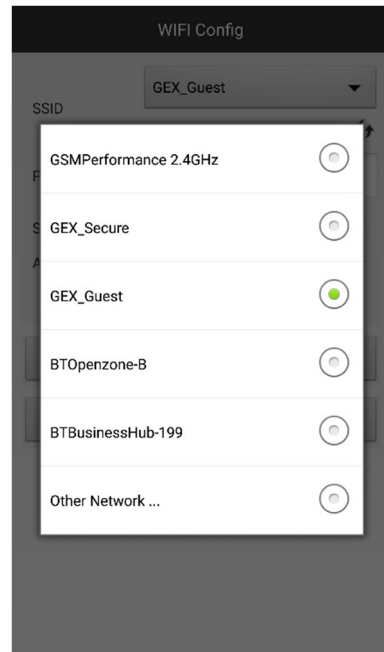 WIFI Config
GEX_Guest
SSID
GSMPerformance 2.4GHz
GEX_Secure
GEX_Guest
BTOpenzone-B
BTBusinessHub-199
Other Network ...